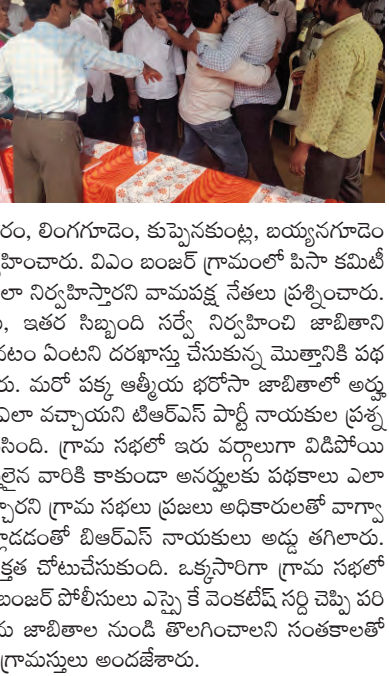 రం, లింగగూడెం, కుప్పెనకుంట్ల, బయ్యనగూడెం
హించారు. విఎం బంజర్ గ్రామంలో పిసా కమిటీ
లా నిర్వహిస్తారని వామపక్ష నేతలు ప్రశ్నించారు.
ఇతర సిబ్బంది సర్వే నిర్వహించి జాబితాని
వటం ఏంటని దరఖాస్తు చేసుకున్న మొత్తానికి పథ
రు. మరో పక్క ఆత్మీయ భరోసా జాబితాలో అర్హు
ఎలా వచ్చాయని టిఆర్ఎస్ పార్టీ నాయకుల ప్రశ్న
సింది. గ్రామ సభలో ఇరు వర్గాలుగా విడిపోయి
లైన వారికి కాకుండా అనర్హులకు పథకాలు ఎలా
చ్చారని గ్రామ సభలు ప్రజలు అధికారులతో వాగ్వా
డడంతో బిఆర్ఎస్ నాయకులు అడ్డు తగిలారు.
క్తత చోటుచేసుకుంది. ఒక్కసారిగా గ్రామ సభలో
బంజర్ పోలీసులు ఎస్సై కే వెంకటేష్ సర్ది చెప్పి పరి
ను జాబితాల నుండి తొలగించాలని సంతకాలతో
గ్రామస్తులు అందజేశారు.